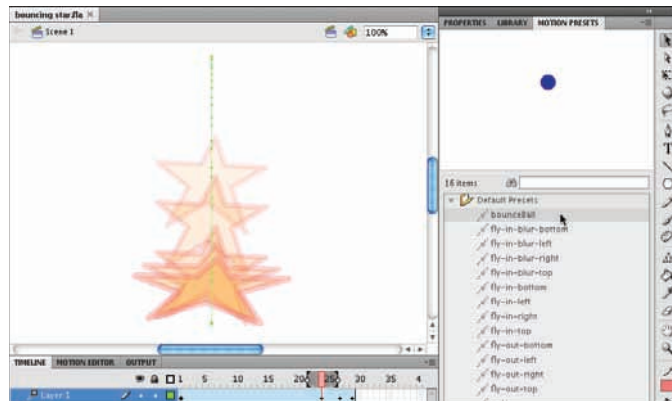 bouncing star.fla ×
Scene 1
100%
PROPERTIES LIBRARY MOTION PRESETS
16 items
Default Presets
bounceBall
fly-in-blur-bottom
fly-in-blur-left
fly-in-blur-right
fly-in-blur-top
fly-in-bottom
fly-in-left
fly-in-right
fly-in-top
fly-out-bottom
fly-out-left
fly-out-right
fly-out-top
T
TIMELINE MOTION EDITOR OUTPUT
1 5 10 15 20 25 30 35 4
Layer 1